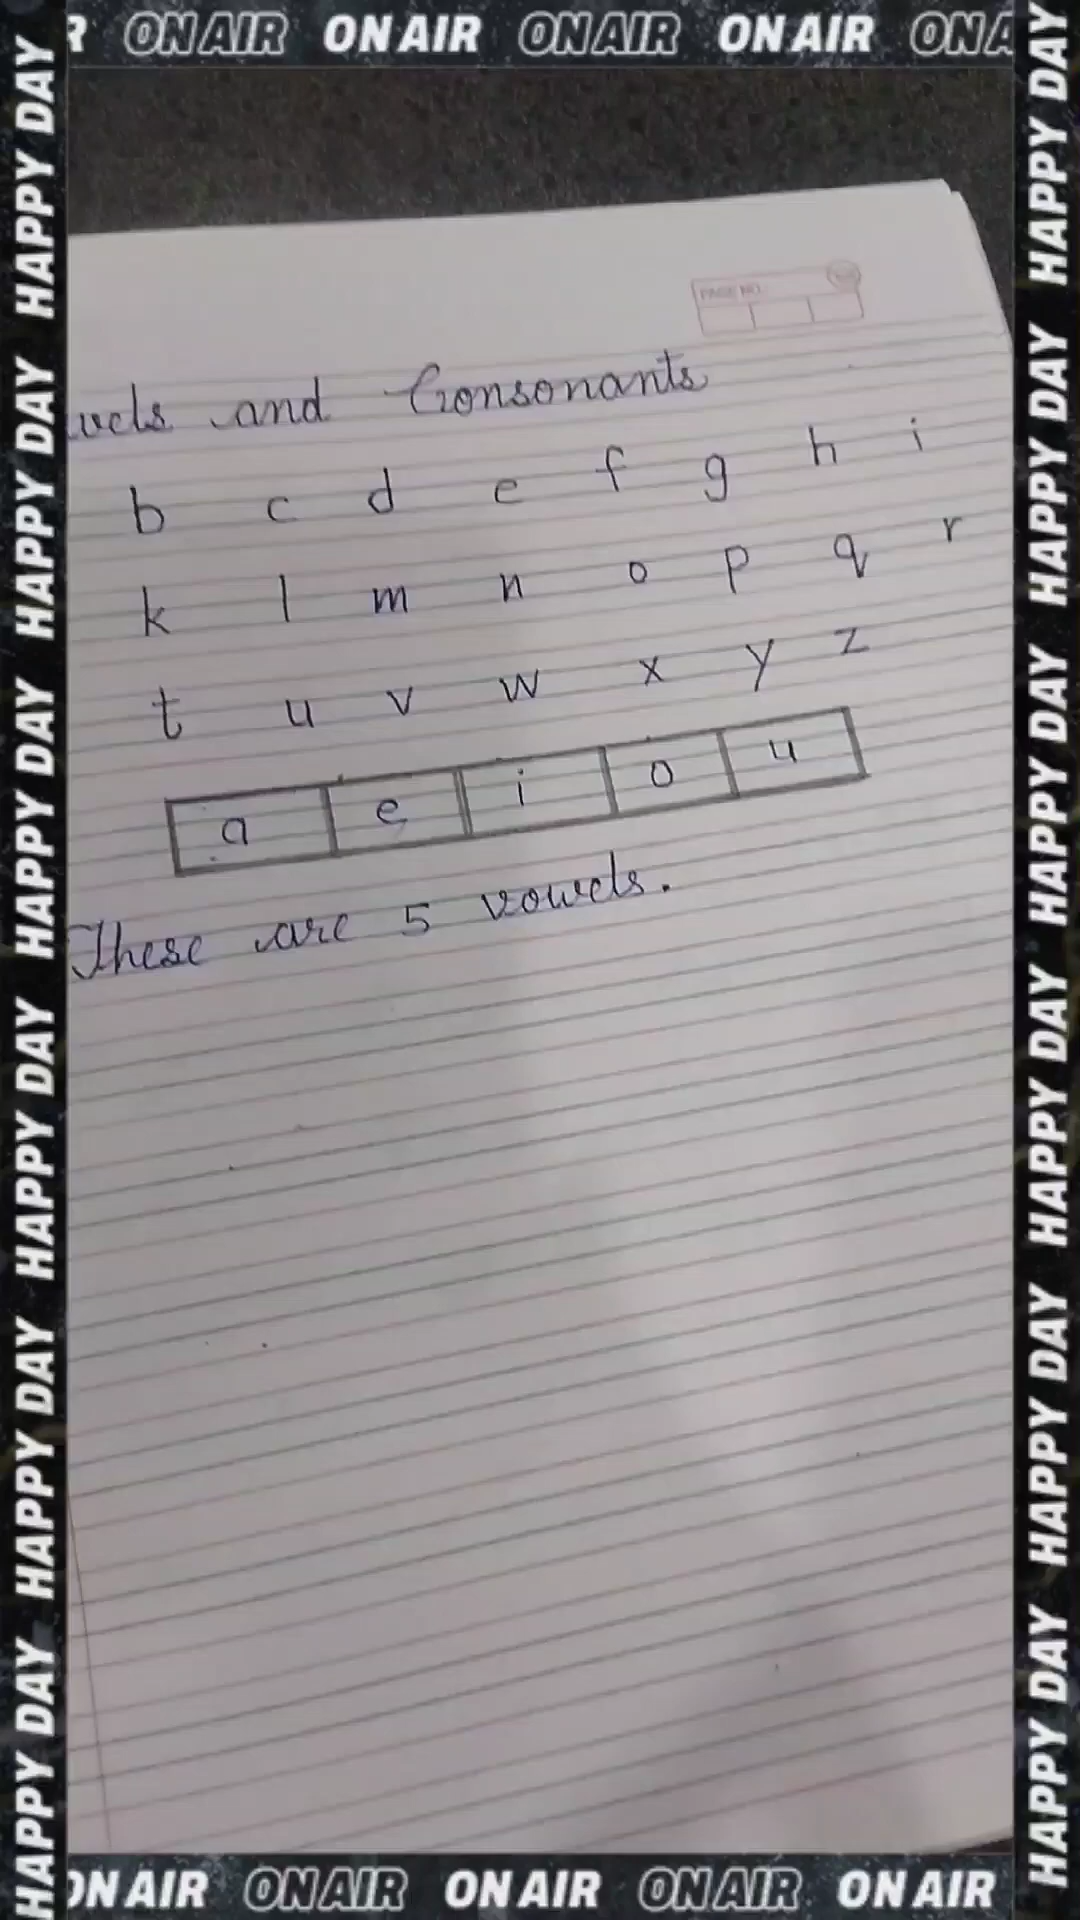 R ON AIR ON AIR ON AIR ON AIR ON A
HAPPY DAY HAPPY DAY HAPPY DAY HAPPY DAY HAPPY DAY HAPPY DAY
PAGE NO.
and Consonants
b c d e f g h i
k l m n o p q r
t u v w x y z
a e i o u
These are 5 vowels.
HAPPY DAY HAPPY DAY HAPPY DAY HAPPY DAY HAPPY DAY HAPPY DAY
ON AIR ON AIR ON AIR ON AIR ON AIR